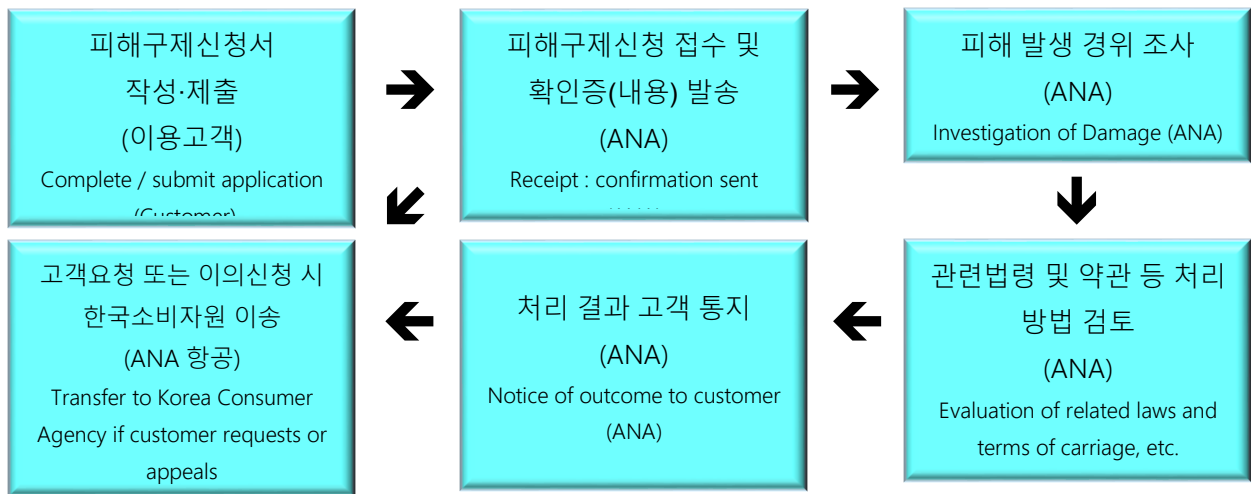 피해구제신청서
작성·제출
(이용고객)
Complete / submit application
(Customer)
피해구제신청 접수 및
확인증(내용) 발송
(ANA)
Receipt : confirmation sent
피해 발생 경위 조사
(ANA)
Investigation of Damage (ANA)
관련법령 및 약관 등 처리
방법 검토
(ANA)
Evaluation of related laws and
terms of carriage, etc.
처리 결과 고객 통지
(ANA)
Notice of outcome to customer
(ANA)
고객요청 또는 이의신청 시
한국소비자원 이송
(ANA 항공)
Transfer to Korea Consumer
Agency if customer requests or
appeals